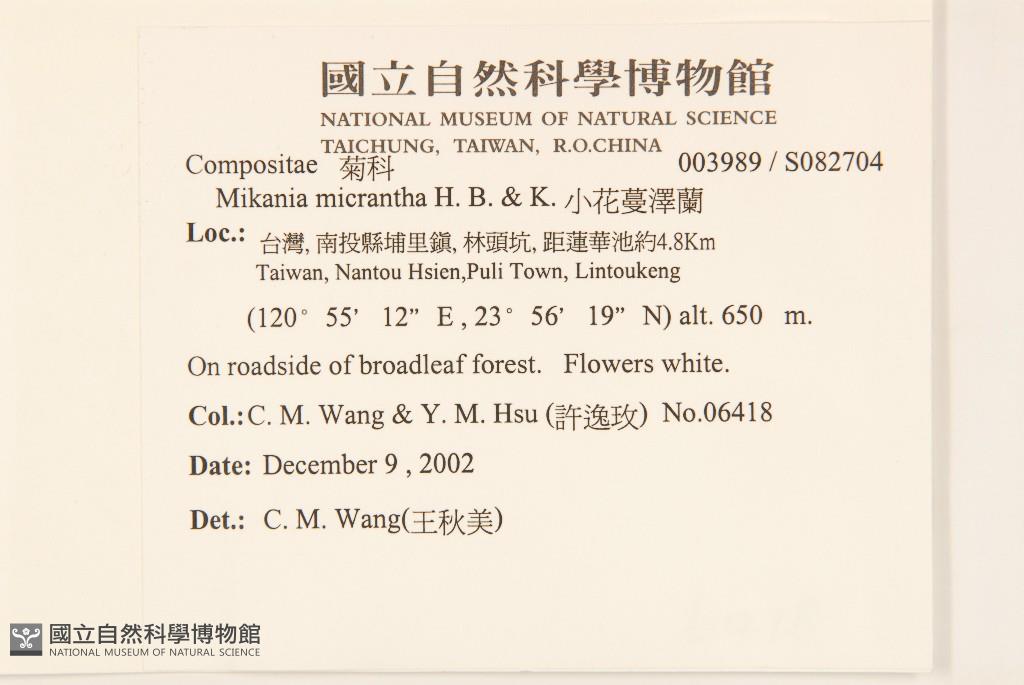 國立自然科學博物館
NATIONAL MUSEUM OF NATURAL SCIENCE
TAICHUNG, TAIWAN, R.O.CHINA
Compositae 菊科 003989 / S082704
Mikania micrantha H. B. & K. 小花蔓澤蘭
Loc.: 台灣, 南投縣埔里鎮, 林頭坑, 距蓮華池約4.8Km
Taiwan, Nantou Hsien,Puli Town, Lintoukeng
(120° 55’ 12” E , 23° 56’ 19” N) alt. 650 m.
On roadside of broadleaf forest. Flowers white.
Col.: C. M. Wang & Y. M. Hsu (許逸玫) No.06418
Date: December 9 , 2002
Det.: C. M. Wang(王秋美)
國立自然科學博物館
NATIONAL MUSEUM OF NATURAL SCIENCE